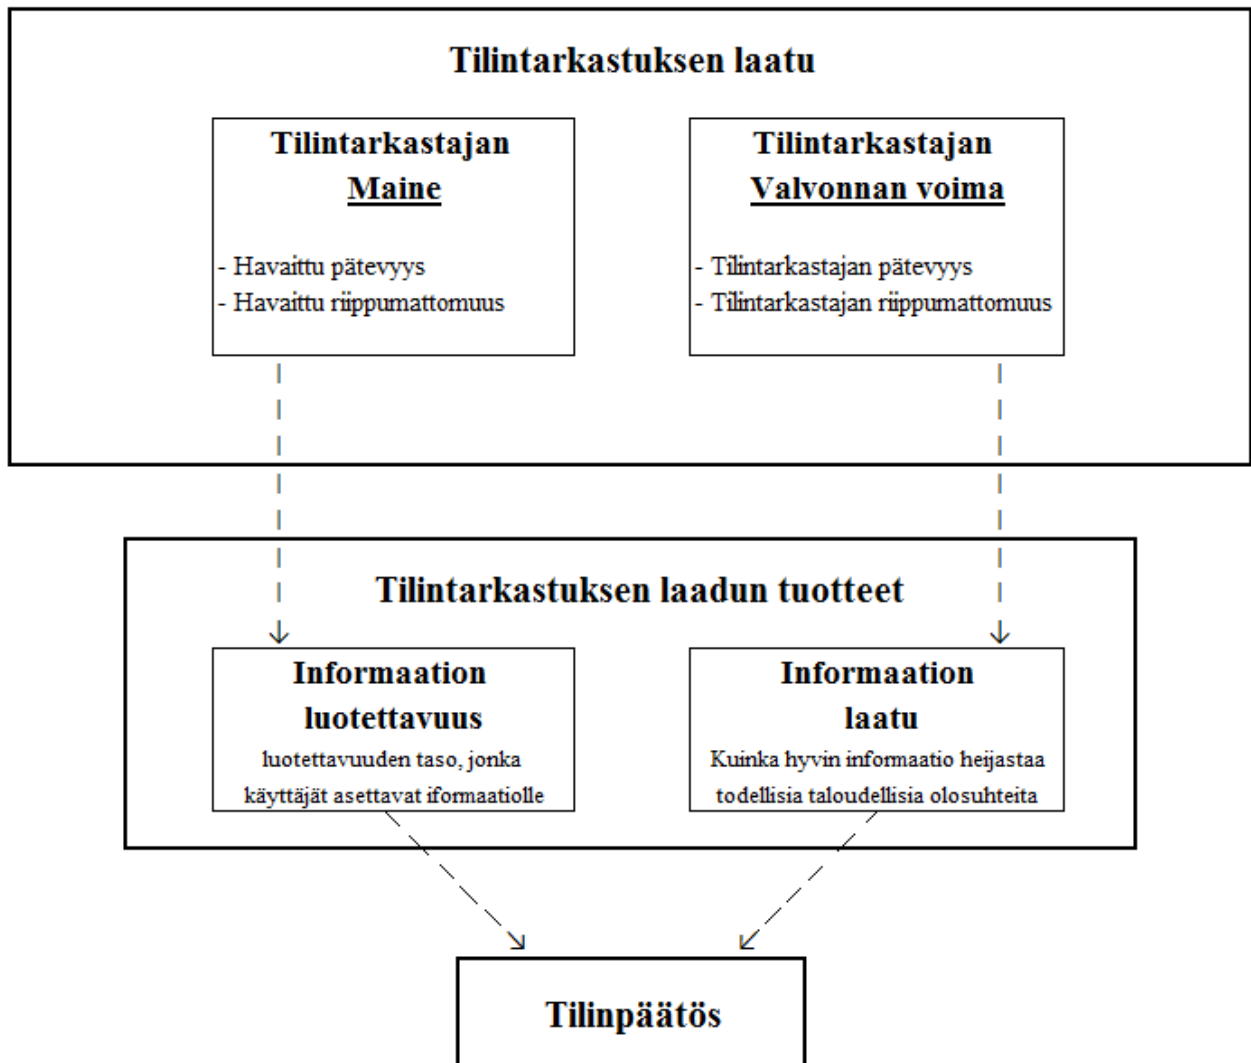 Tilintarkastuksen laatu
Tilintarkastajan
Maine
- Havaittu pätevyys
- Havaittu riippumattomuus
Tilintarkastajan
Valvonnan voima
- Tilintarkastajan pätevyys
- Tilintarkastajan riippumattomuus
Tilintarkastuksen laadun tuotteet
Informaation
luotettavuus
luotettavuuden taso, jonka
käyttäjät asettavat iformaatiolle
Informaation
laatu
Kuinka hyvin informaatio heijastaa
todellisia taloudellisia olosuhteita
Tilinpäätös